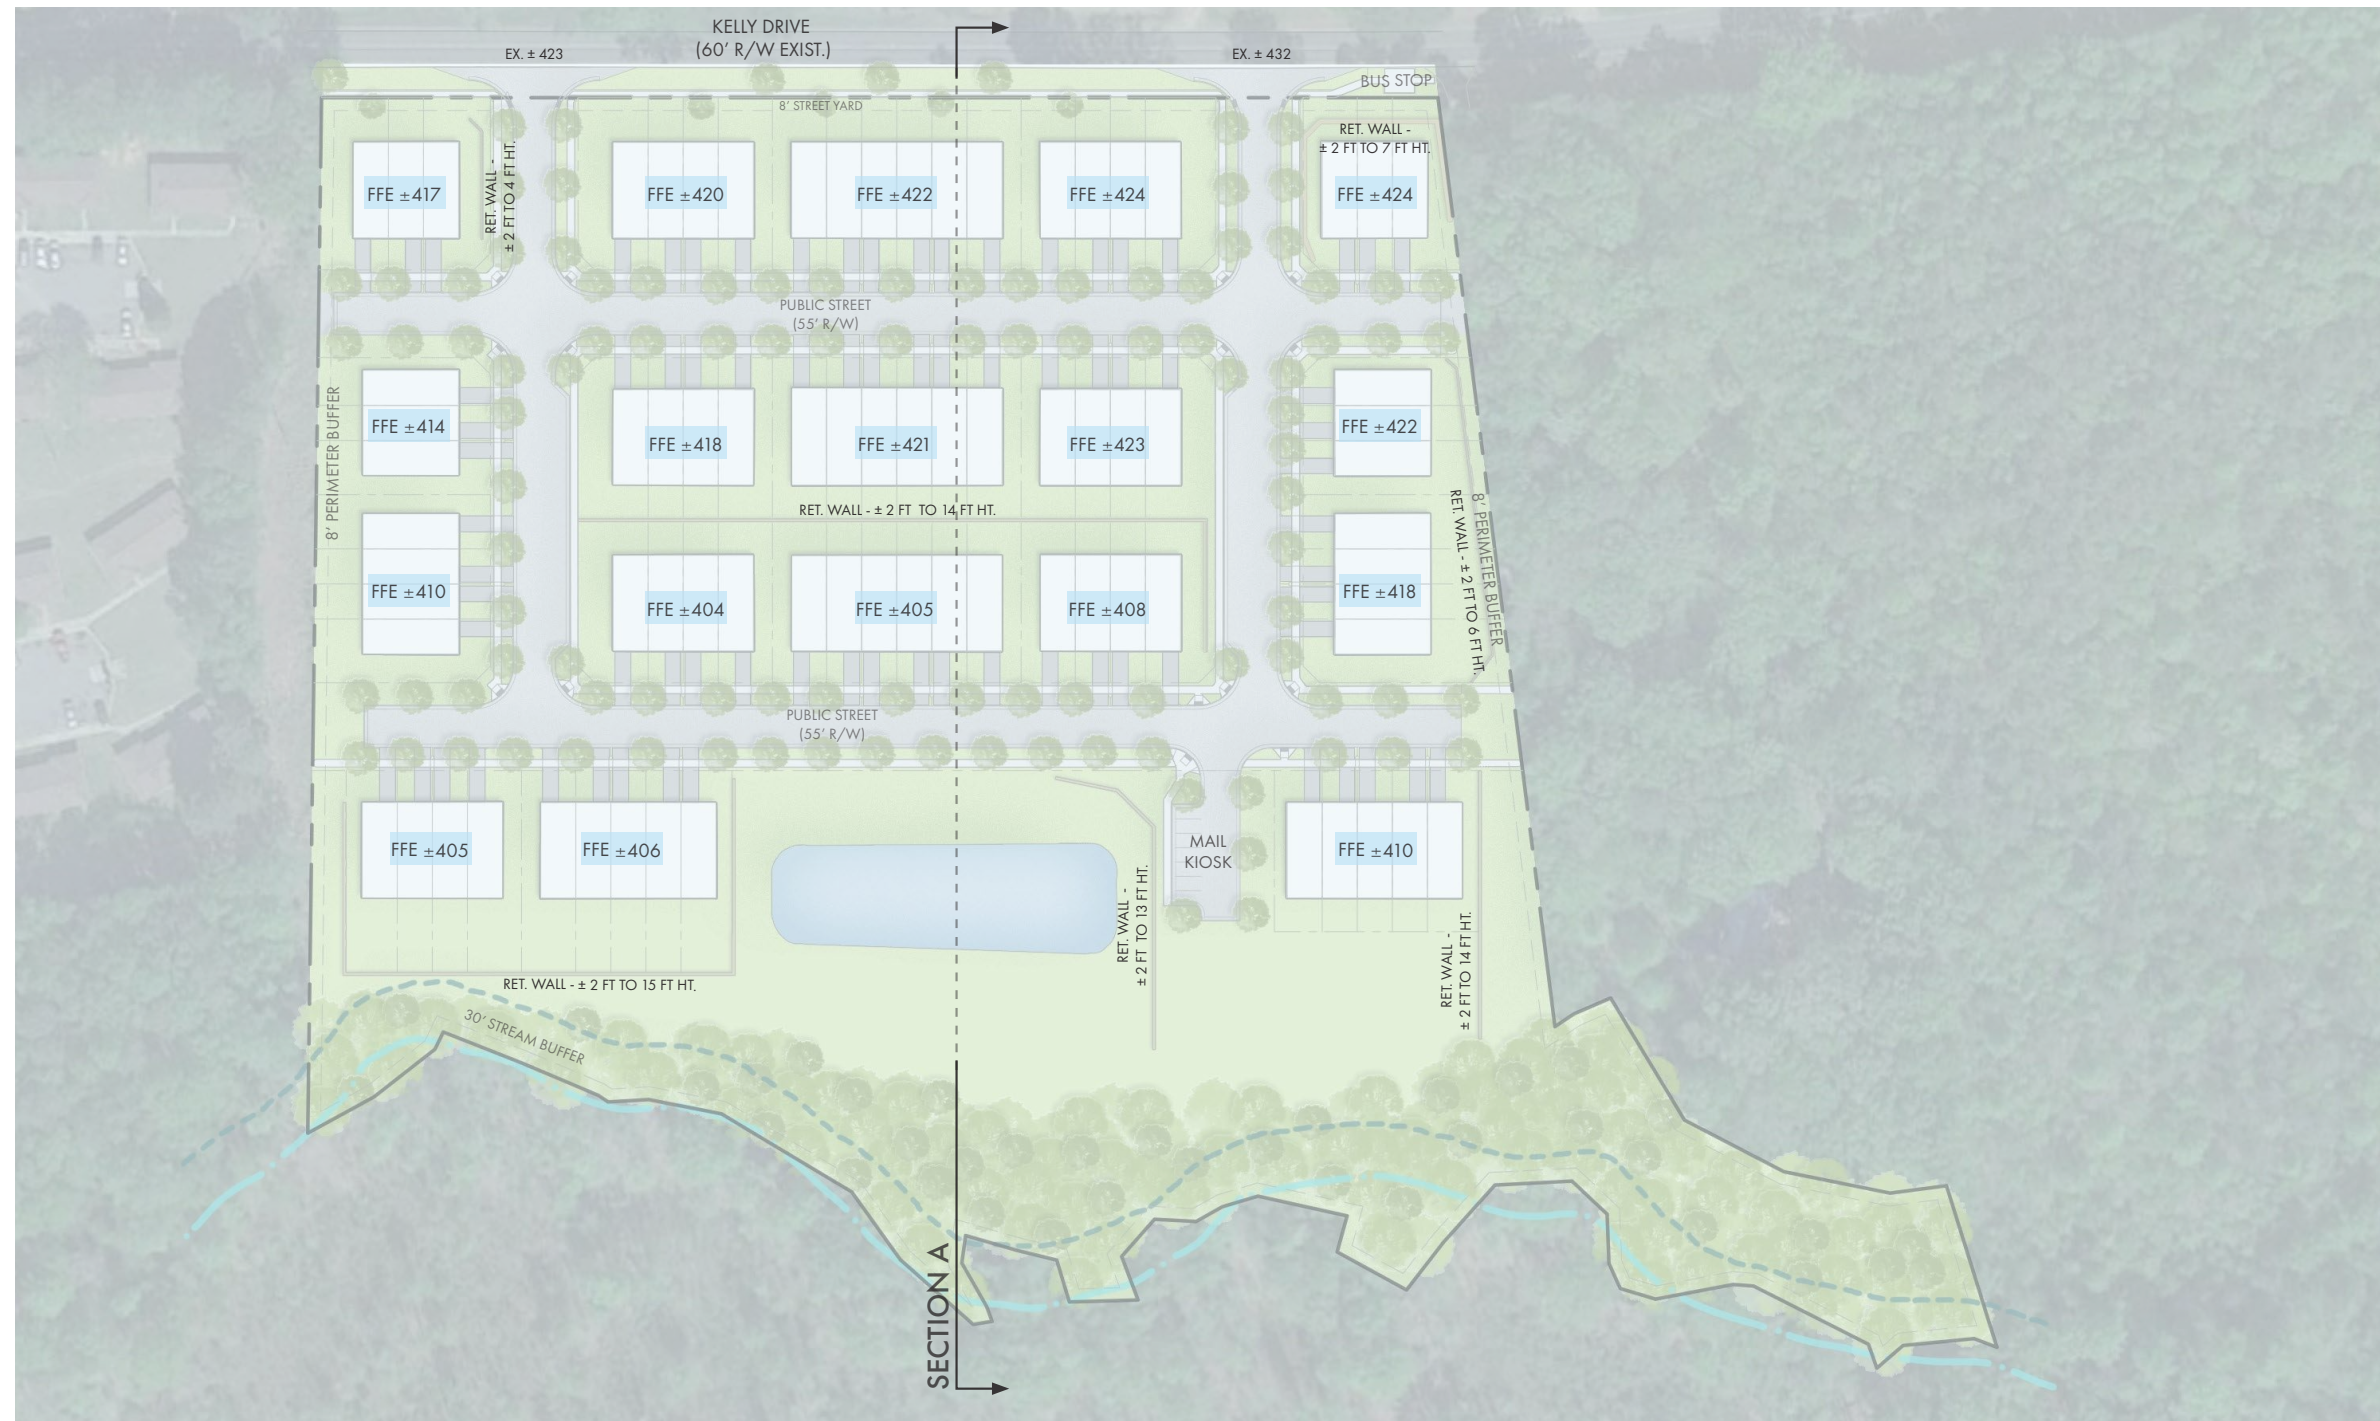 KELLY DRIVE
(60' R/W EXIST.)
EX. ± 423
EX. ± 432
BUS STOP
8' STREET YARD
RET. WALL -
± 2 FT TO 7 FT HT.
RET. WALL -
± 2 FT TO 4 FT HT.
FFE ±417
FFE ±420
FFE ±422
FFE ±424
FFE ±424
PUBLIC STREET
(55' R/W)
8' PERIMETER BUFFER
FFE ±414
FFE ±418
FFE ±421
FFE ±423
FFE ±422
RET. WALL - ± 2 FT TO 14 FT HT.
RET. WALL - ± 2 FT TO 6 FT HT.
8' PERIMETER BUFFER
FFE ±410
FFE ±404
FFE ±405
FFE ±408
FFE ±418
PUBLIC STREET
(55' R/W)
FFE ±405
FFE ±406
MAIL
KIOSK
FFE ±410
RET. WALL -
± 2 FT TO 13 FT HT.
RET. WALL -
± 2 FT TO 14 FT HT.
RET. WALL - ± 2 FT TO 15 FT HT.
30' STREAM BUFFER
SECTION A